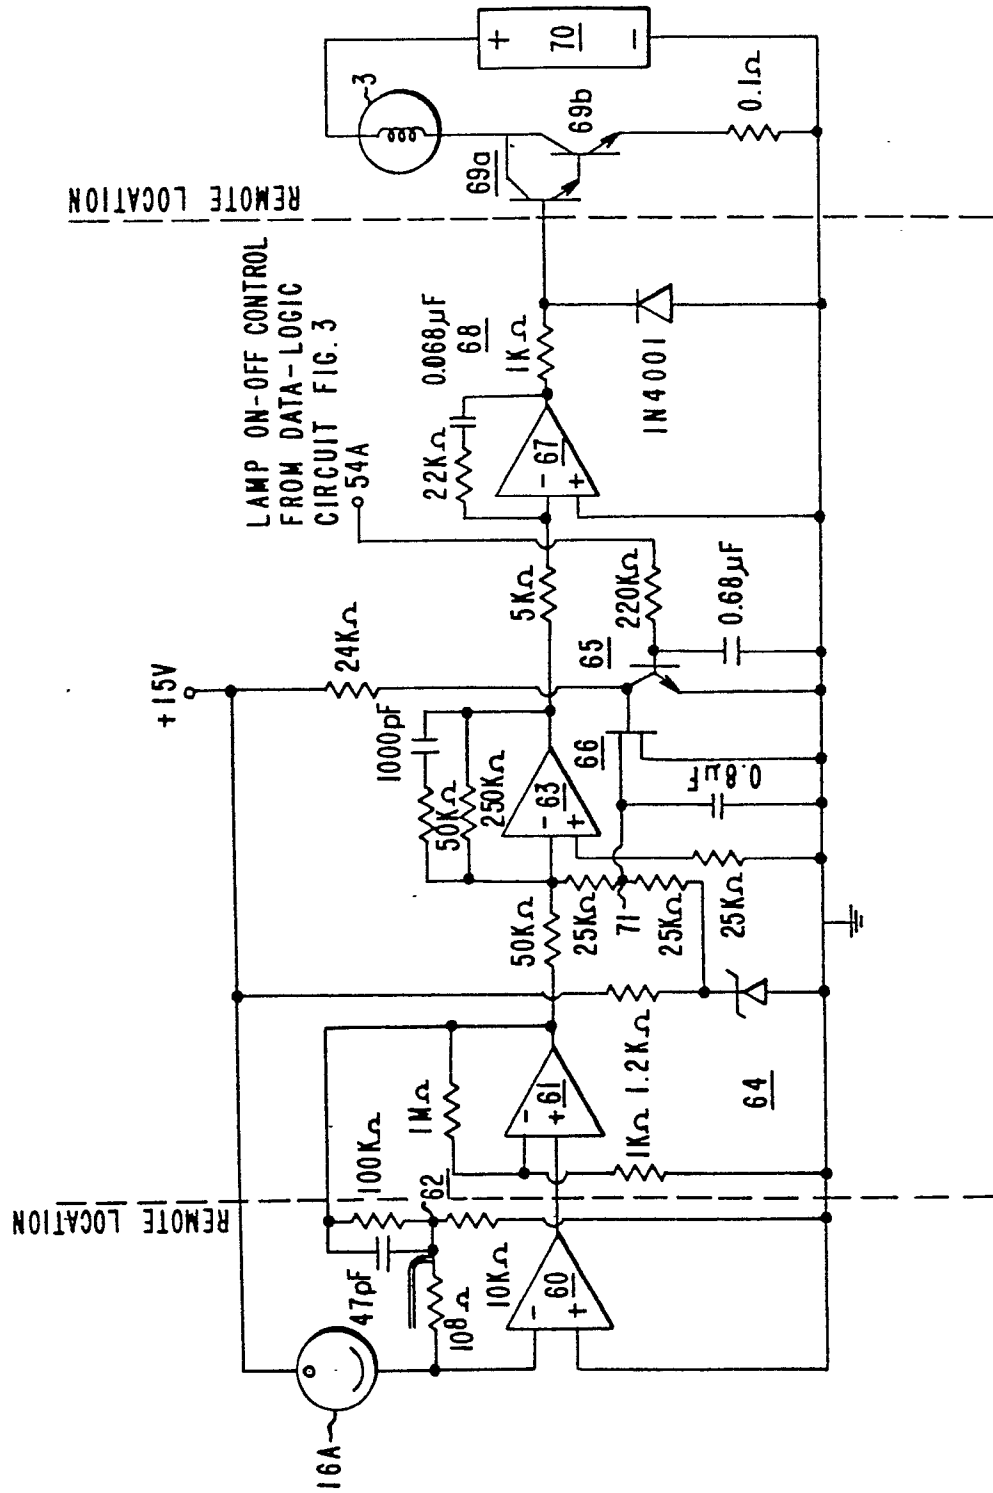 REMOTE LOCATION
REMOTE LOCATION
LAMP ON-OFF CONTROL
FROM DATA-LOGIC
CIRCUIT FIG. 3
54A
+15V
24KΩ
1000pF
50KΩ
250KΩ
16A
47pF
100KΩ
10⁸Ω
62
10KΩ
60
- +
1MΩ
61
- +
1KΩ
1.2KΩ
64
50KΩ
25KΩ
71
25KΩ
25KΩ
63
- +
66
0.8μF
65
220KΩ
0.68μF
5KΩ
22KΩ
0.068μF
68
67
- +
1KΩ
1N4001
69a
69b
3
+ 70 -
0.1Ω